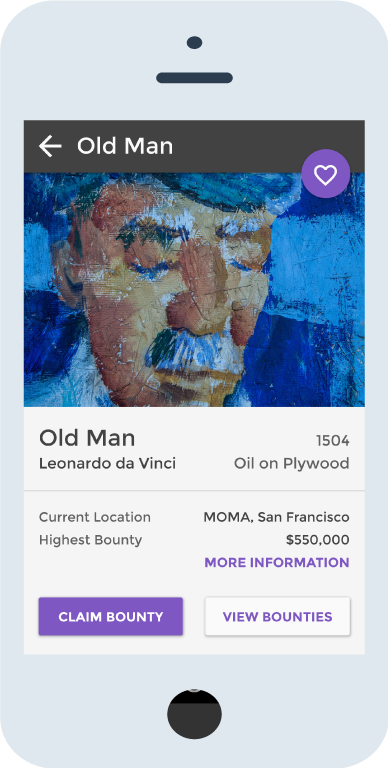 Old Man
Old Man
1504
Leonardo da Vinci
Oil on Plywood
Current Location
MOMA, San Francisco
Highest Bounty
$550,000
MORE INFORMATION
CLAIM BOUNTY
VIEW BOUNTIES